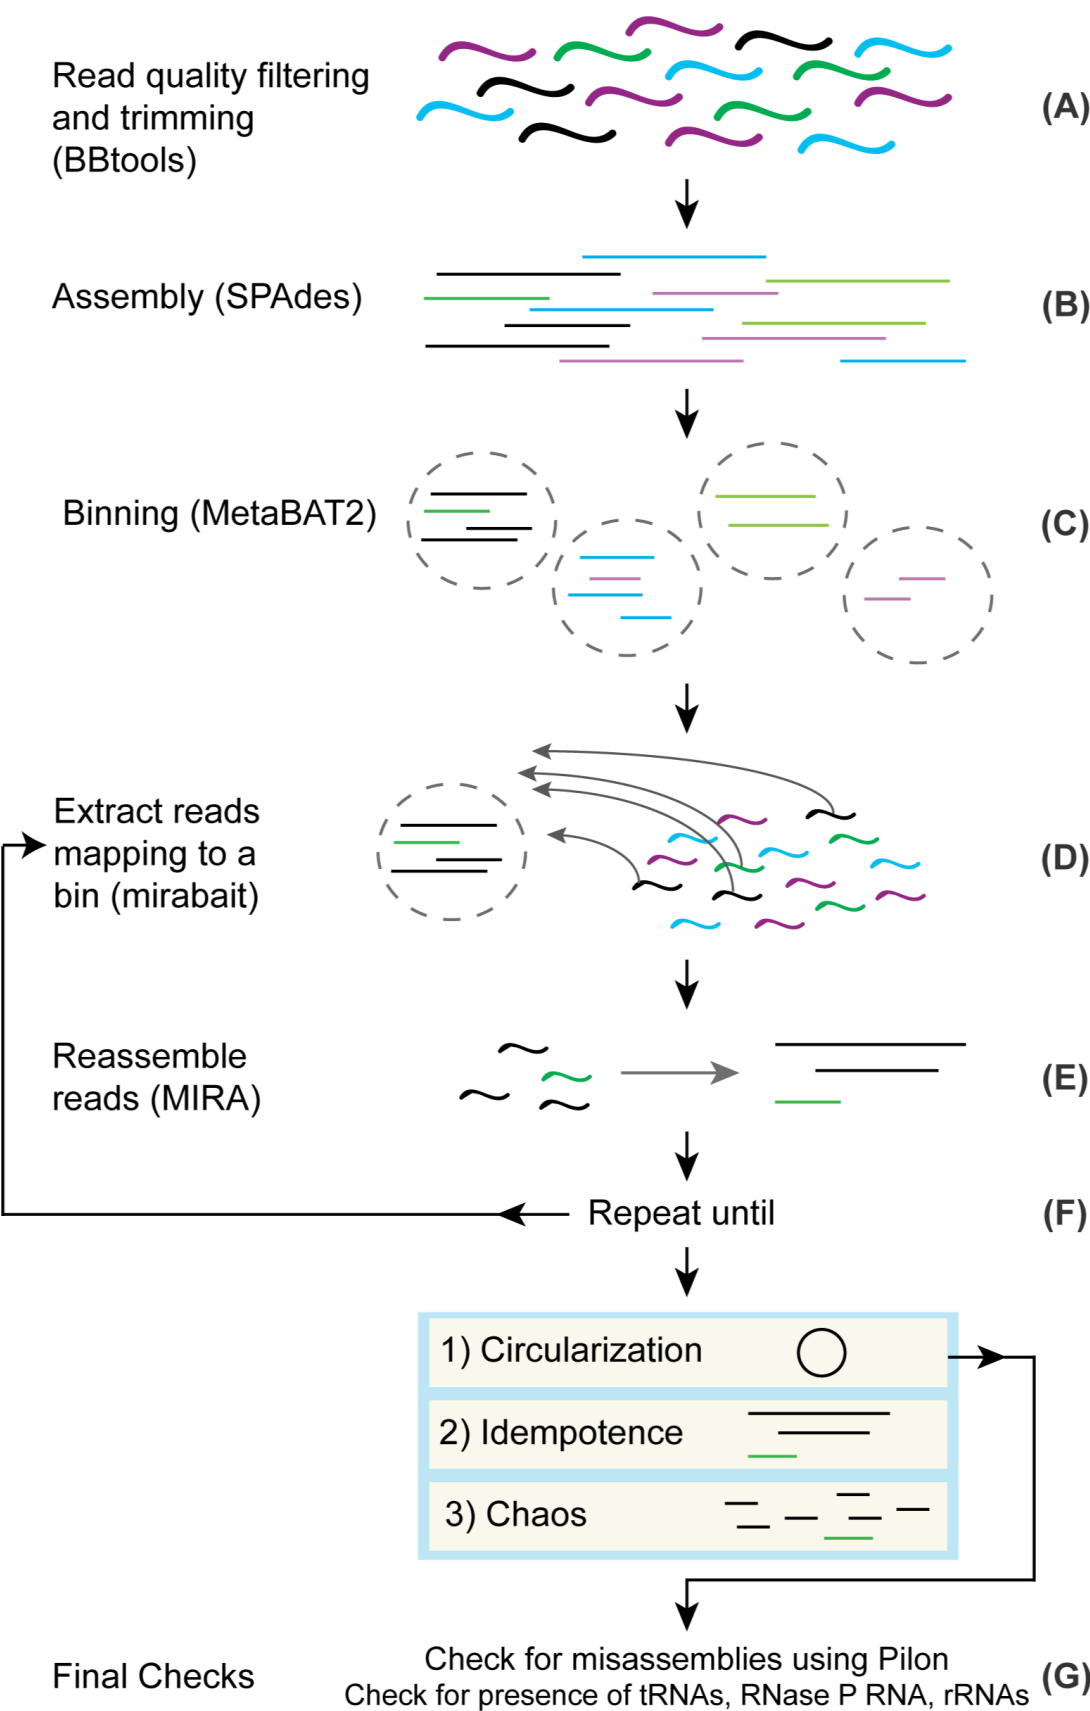 Read quality filtering
and trimming
(BBtools)
(A)
Assembly (SPAdes)
(B)
Binning (MetaBAT2)
(C)
Extract reads
mapping to a
bin (mirabait)
(D)
Reassemble
reads (MIRA)
(E)
Repeat until
(F)
1) Circularization
2) Idempotence
3) Chaos
Final Checks
Check for misassemblies using Pilon
Check for presence of tRNAs, RNase P RNA, rRNAs
(G)